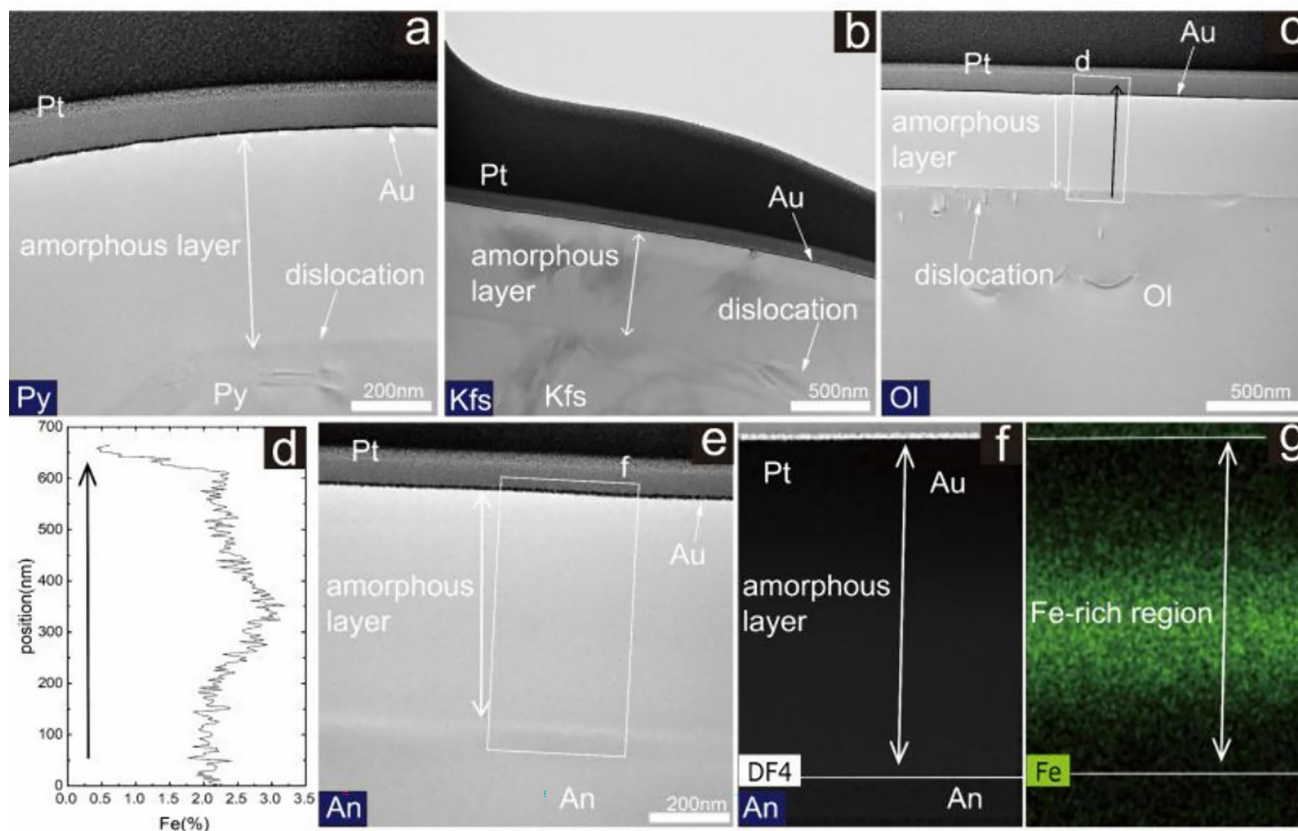 a
Pt
Au
amorphous layer
dislocation
Py
200nm
Py
b
Pt
Au
amorphous
layer
dislocation
Kfs
500nm
Kfs
c
Au
Pt
d
amorphous
layer
dislocation
Ol
500nm
Ol
d
700
600
500
400
300
200
100
0
position(nm)
0.0 0.5 1.0 1.5 2.0 2.5 3.0 3.5
Fe(%)
e
Pt
f
Au
amorphous
layer
An
200nm
An
f
Pt
Au
amorphous
layer
DF4
An
An
g
Fe-rich region
Fe